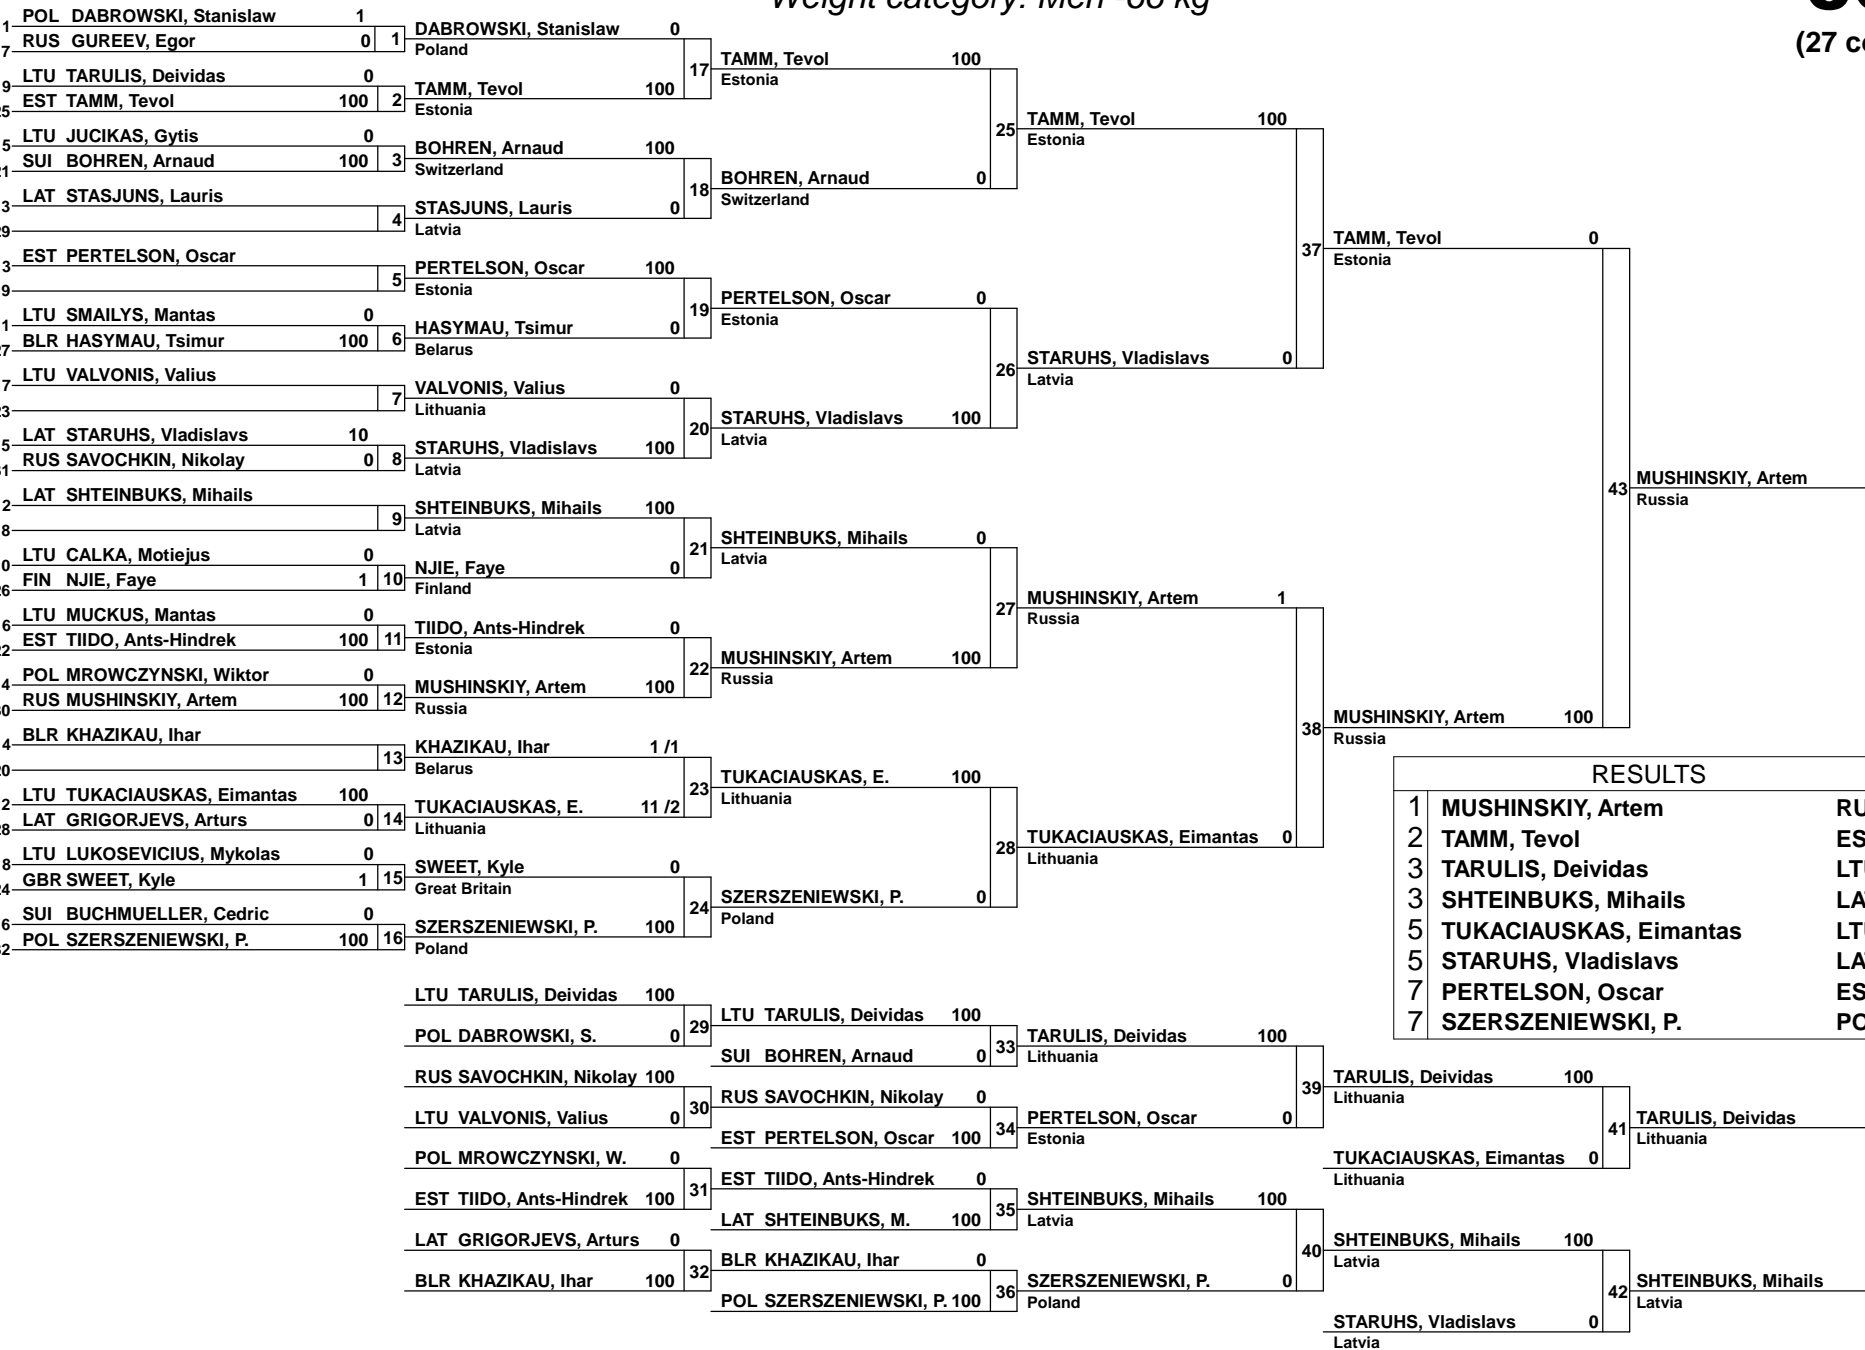 POL DABROWSKI, Stanislaw 1
RUS GUREEV, Egor 0 1
LTU TARULIS, Deividas 0
EST TAMM, Tevol 100 2
LTU JUCIKAS, Gytis 0
SUI BOHREN, Arnaud 100 3
LAT STASJUNS, Lauris
4
EST PERTELSON, Oscar
5
LTU SMAILYS, Mantas 0
BLR HASYMAU, Tsimur 100 6
LTU VALVONIS, Valius
7
LAT STARUHS, Vladislavs 10
RUS SAVOCHKIN, Nikolay 0 8
LAT SHTEINBUKS, Mihails
9
LTU CALKA, Motiejus 0
FIN NJIE, Faye 1 10
LTU MUCKUS, Mantas 0
EST TIIDO, Ants-Hindrek 100 11
POL MROWCZYNSKI, Wiktor 0
RUS MUSHINSKIY, Artem 100 12
BLR KHAZIKAU, Ihar
13
LTU TUKACIAUSKAS, Eimantas 100
LAT GRIGORJEVS, Arturs 0 14
LTU LUKOSEVICIUS, Mykolas 0
GBR SWEET, Kyle 1 15
SUI BUCHMUELLER, Cedric 0
POL SZERSZENIEWSKI, P. 100 16
DABROWSKI, Stanislaw 0
Poland
17
TAMM, Tevol 100
Estonia
BOHREN, Arnaud 100
Switzerland
18
STASJUNS, Lauris 0
Latvia
PERTELSON, Oscar 100
Estonia
19
HASYMAU, Tsimur 0
Belarus
VALVONIS, Valius 0
Lithuania
20
STARUHS, Vladislavs 100
Latvia
SHTEINBUKS, Mihails 100
Latvia
21
NJIE, Faye 0
Finland
TIIDO, Ants-Hindrek 0
Estonia
22
MUSHINSKIY, Artem 100
Russia
KHAZIKAU, Ihar 1 /1
Belarus
23
TUKACIAUSKAS, E. 11 /2
Lithuania
SWEET, Kyle 0
Great Britain
24
SZERSZENIEWSKI, P. 100
Poland
TAMM, Tevol 100
Estonia
25
BOHREN, Arnaud 0
Switzerland
PERTELSON, Oscar 0
Estonia
26
STARUHS, Vladislavs 100
Latvia
SHTEINBUKS, Mihails 0
Latvia
27
MUSHINSKIY, Artem 100
Russia
TUKACIAUSKAS, E. 100
Lithuania
28
SZERSZENIEWSKI, P. 0
Poland
TAMM, Tevol 100
Estonia
37
STARUHS, Vladislavs 0
Latvia
MUSHINSKIY, Artem 1
Russia
38
TUKACIAUSKAS, Eimantas 0
Lithuania
TAMM, Tevol 0
Estonia
43
MUSHINSKIY, Artem 100
Russia
MUSHINSKIY, Artem
Russia
RESULTS
1 MUSHINSKIY, Artem
2 TAMM, Tevol
3 TARULIS, Deividas
3 SHTEINBUKS, Mihails
5 TUKACIAUSKAS, Eimantas
5 STARUHS, Vladislavs
7 PERTELSON, Oscar
7 SZERSZENIEWSKI, P.
LTU TARULIS, Deividas 100
29
POL DABROWSKI, S. 0
RUS SAVOCHKIN, Nikolay 100
30
LTU VALVONIS, Valius 0
POL MROWCZYNSKI, W. 0
31
EST TIIDO, Ants-Hindrek 100
LAT GRIGORJEVS, Arturs 0
32
BLR KHAZIKAU, Ihar 100
LTU TARULIS, Deividas 100
33
SUI BOHREN, Arnaud 0
RUS SAVOCHKIN, Nikolay 0
34
EST PERTELSON, Oscar 100
EST TIIDO, Ants-Hindrek 0
35
LAT SHTEINBUKS, M. 100
BLR KHAZIKAU, Ihar 0
36
POL SZERSZENIEWSKI, P. 100
TARULIS, Deividas 100
Lithuania
39
PERTELSON, Oscar 0
Estonia
SHTEINBUKS, Mihails 100
Latvia
40
SZERSZENIEWSKI, P. 0
Poland
TARULIS, Deividas 100
Lithuania
41
TUKACIAUSKAS, Eimantas 0
Lithuania
SHTEINBUKS, Mihails 100
Latvia
42
STARUHS, Vladislavs 0
Latvia
TARULIS, Deividas
Lithuania
SHTEINBUKS, Mihails
Latvia